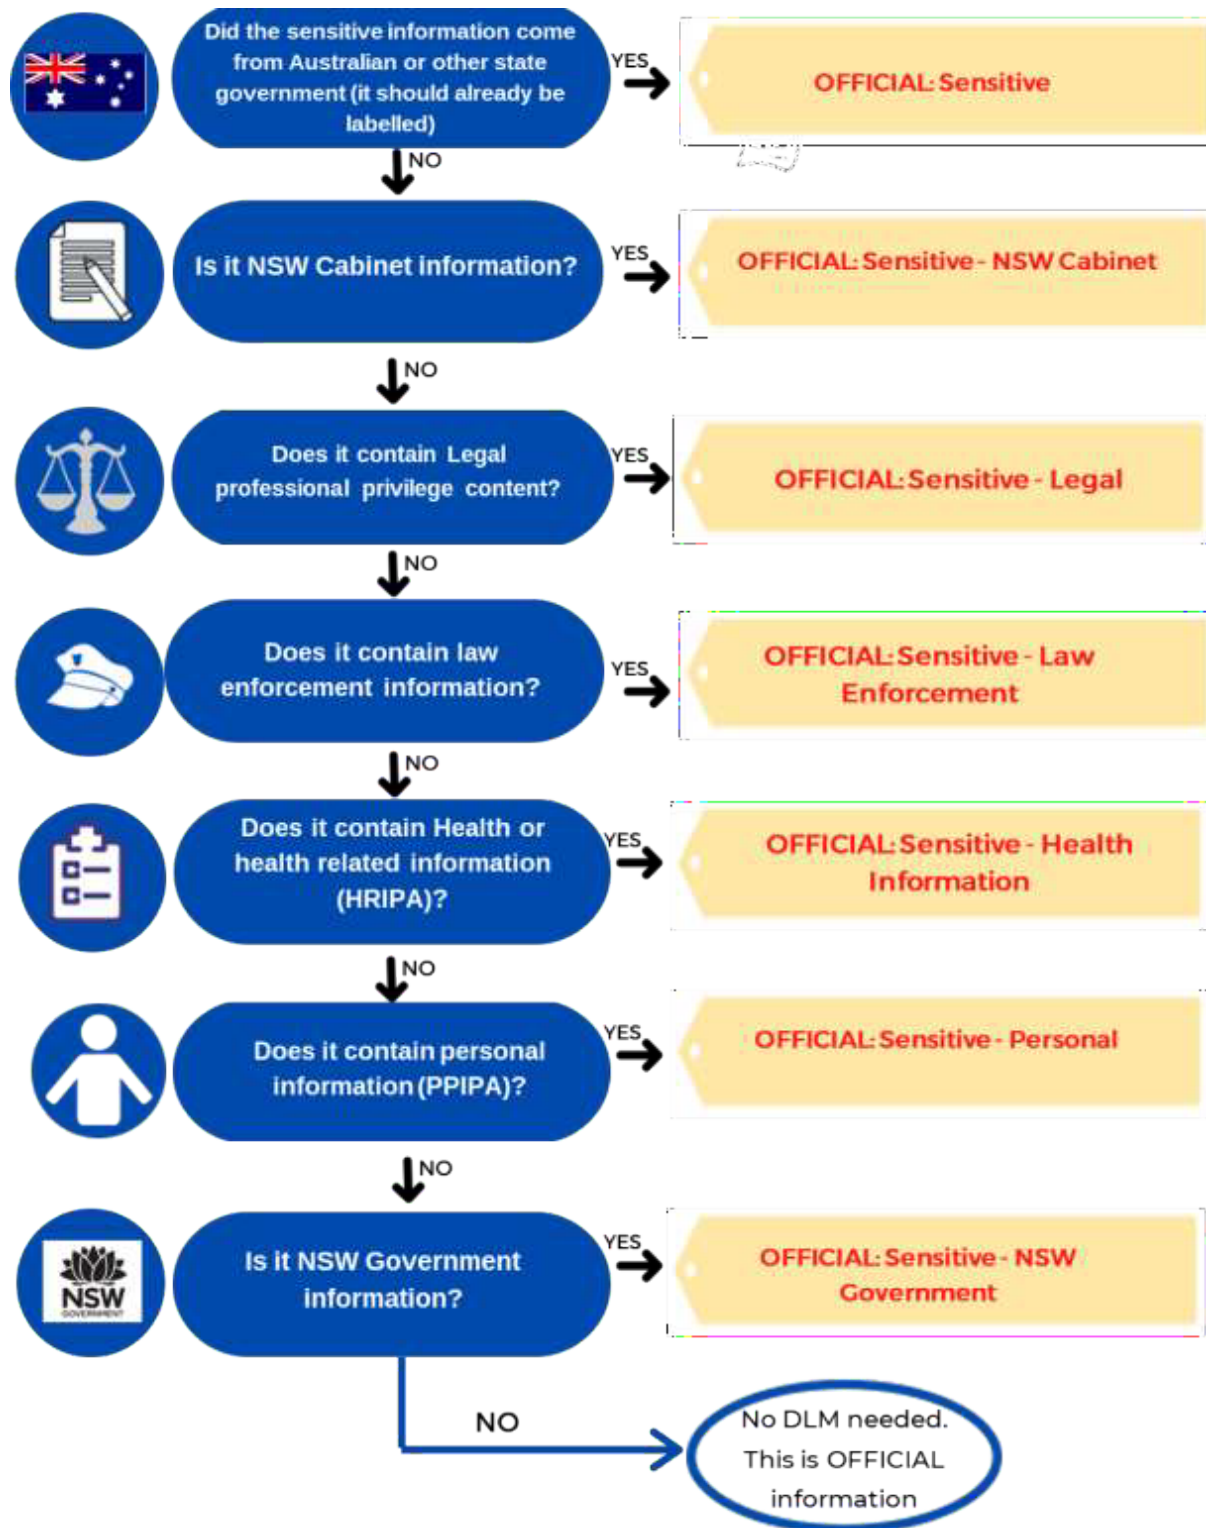 Did the sensitive information come
from Australian or other state
government (it should already be
labelled)
YES
OFFICIAL: Sensitive
NO
Is it NSW Cabinet information?
YES
OFFICIAL: Sensitive - NSW Cabinet
NO
Does it contain Legal
professional privilege content?
YES
OFFICIAL: Sensitive - Legal
NO
Does it contain law
enforcement information?
YES
OFFICIAL: Sensitive - Law
Enforcement
NO
Does it contain Health or
health related information
(HRIPA)?
YES
OFFICIAL: Sensitive - Health
Information
NO
Does it contain personal
information (PPIPA)?
YES
OFFICIAL: Sensitive - Personal
NO
NSW
GOVERNMENT
Is it NSW Government
information?
YES
OFFICIAL: Sensitive - NSW
Government
NO
No DLM needed.
This is OFFICIAL
information